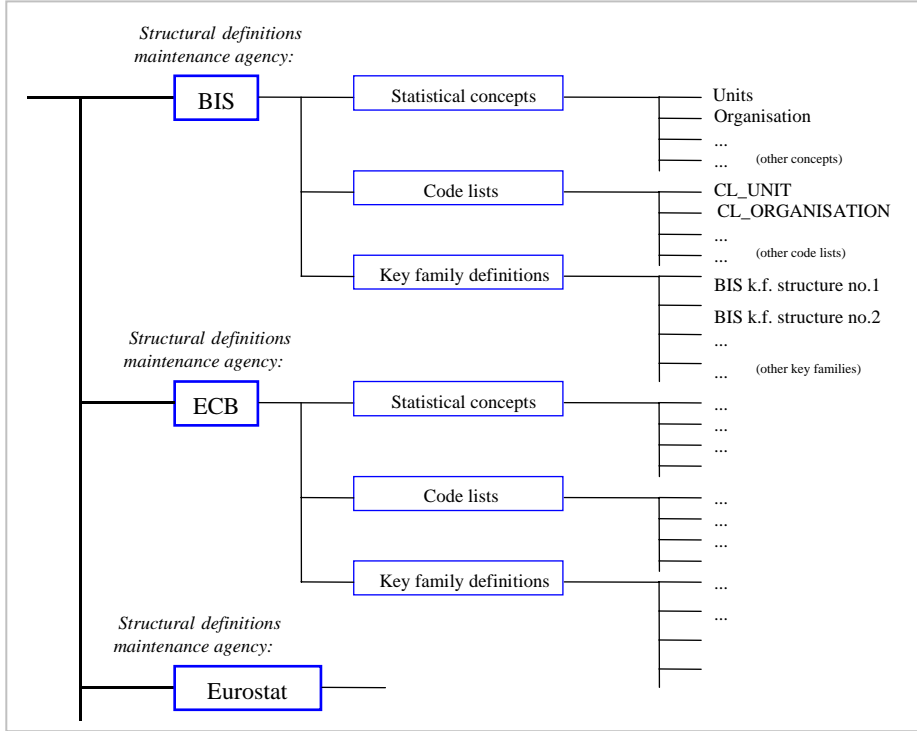 Structural definitions
maintenance agency:
BIS
Statistical concepts
Units
Organisation
...
... (other concepts)
Code lists
CL_UNIT
CL_ORGANISATION
...
... (other code lists)
Key family definitions
BIS k.f. structure no.1
BIS k.f. structure no.2
...
... (other key families)
Structural definitions
maintenance agency:
ECB
Statistical concepts
...
...
...
Code lists
...
...
...
Key family definitions
...
...
Structural definitions
maintenance agency:
Eurostat